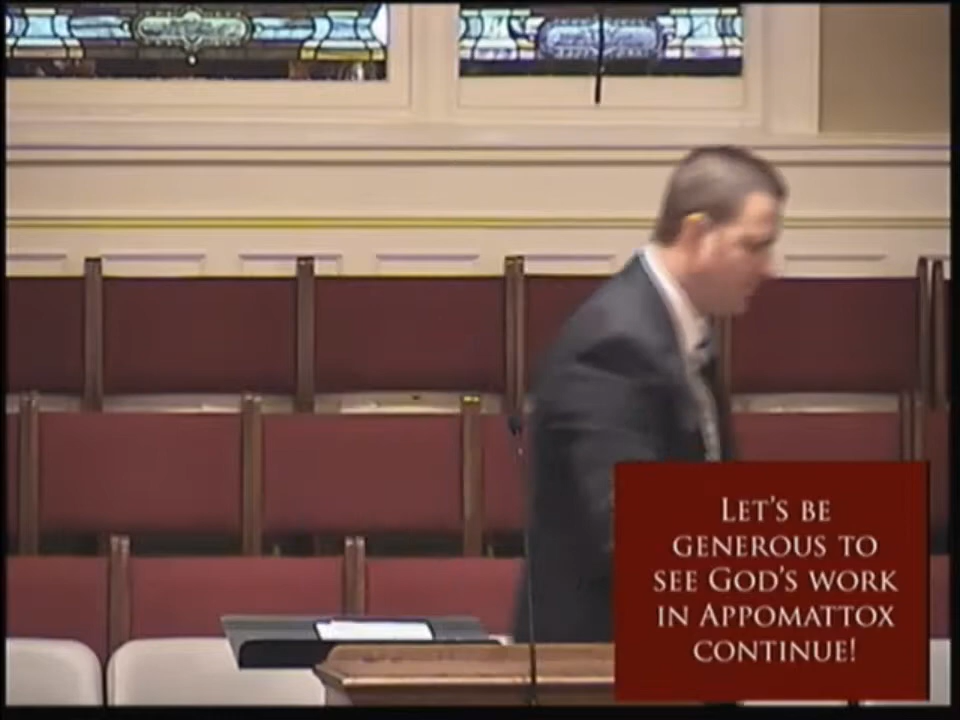 LET'S BE
GENEROUS TO
SEE GOD'S WORK
IN APPOMATTOX
CONTINUE!